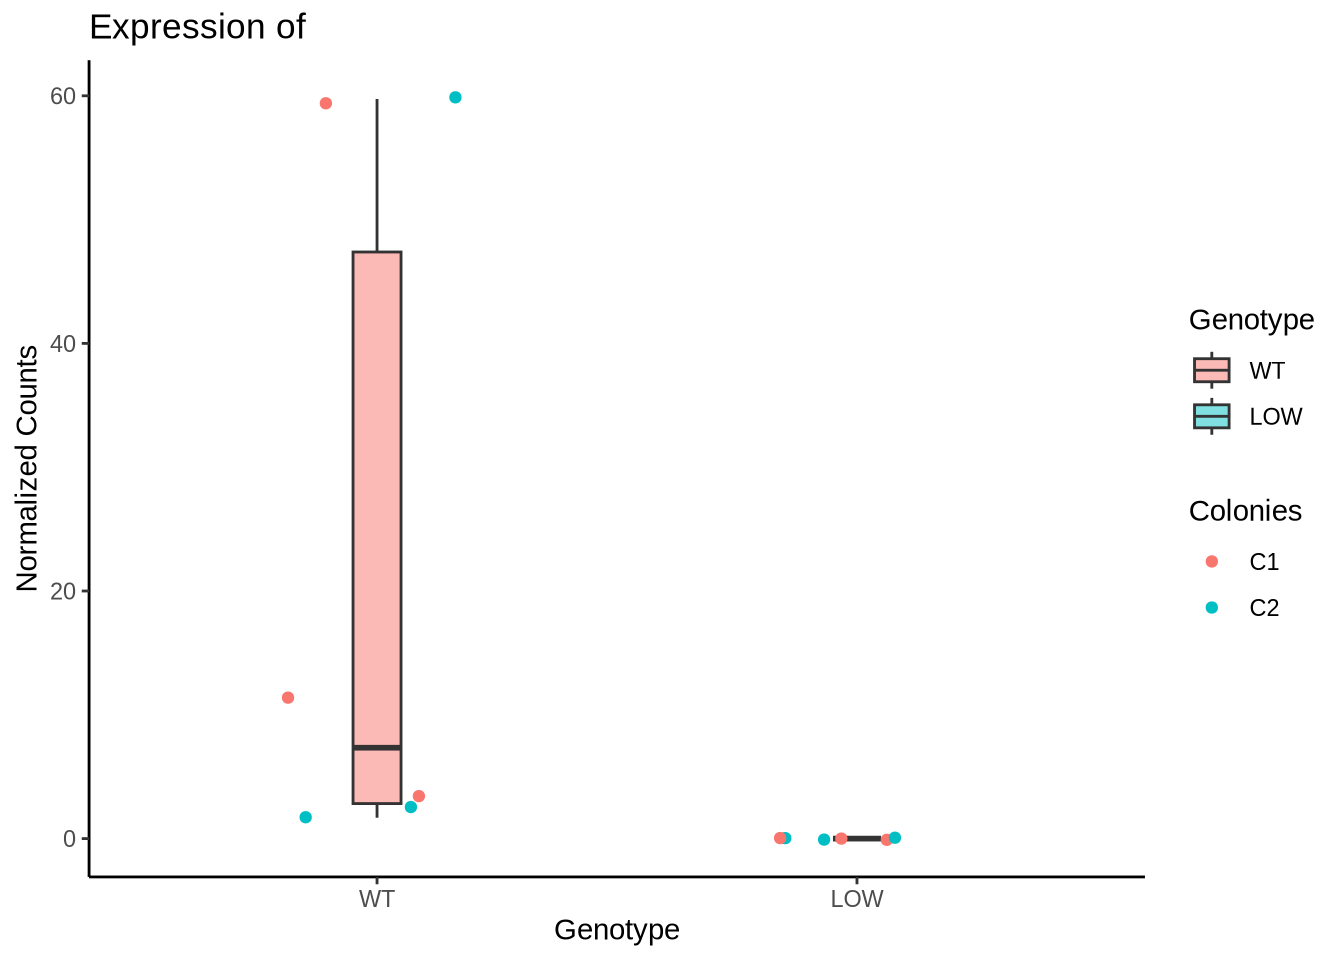 Expression of
60
40
20
0
Normalized Counts
WT
LOW
Genotype
Genotype
WT
LOW
Colonies
C1
C2